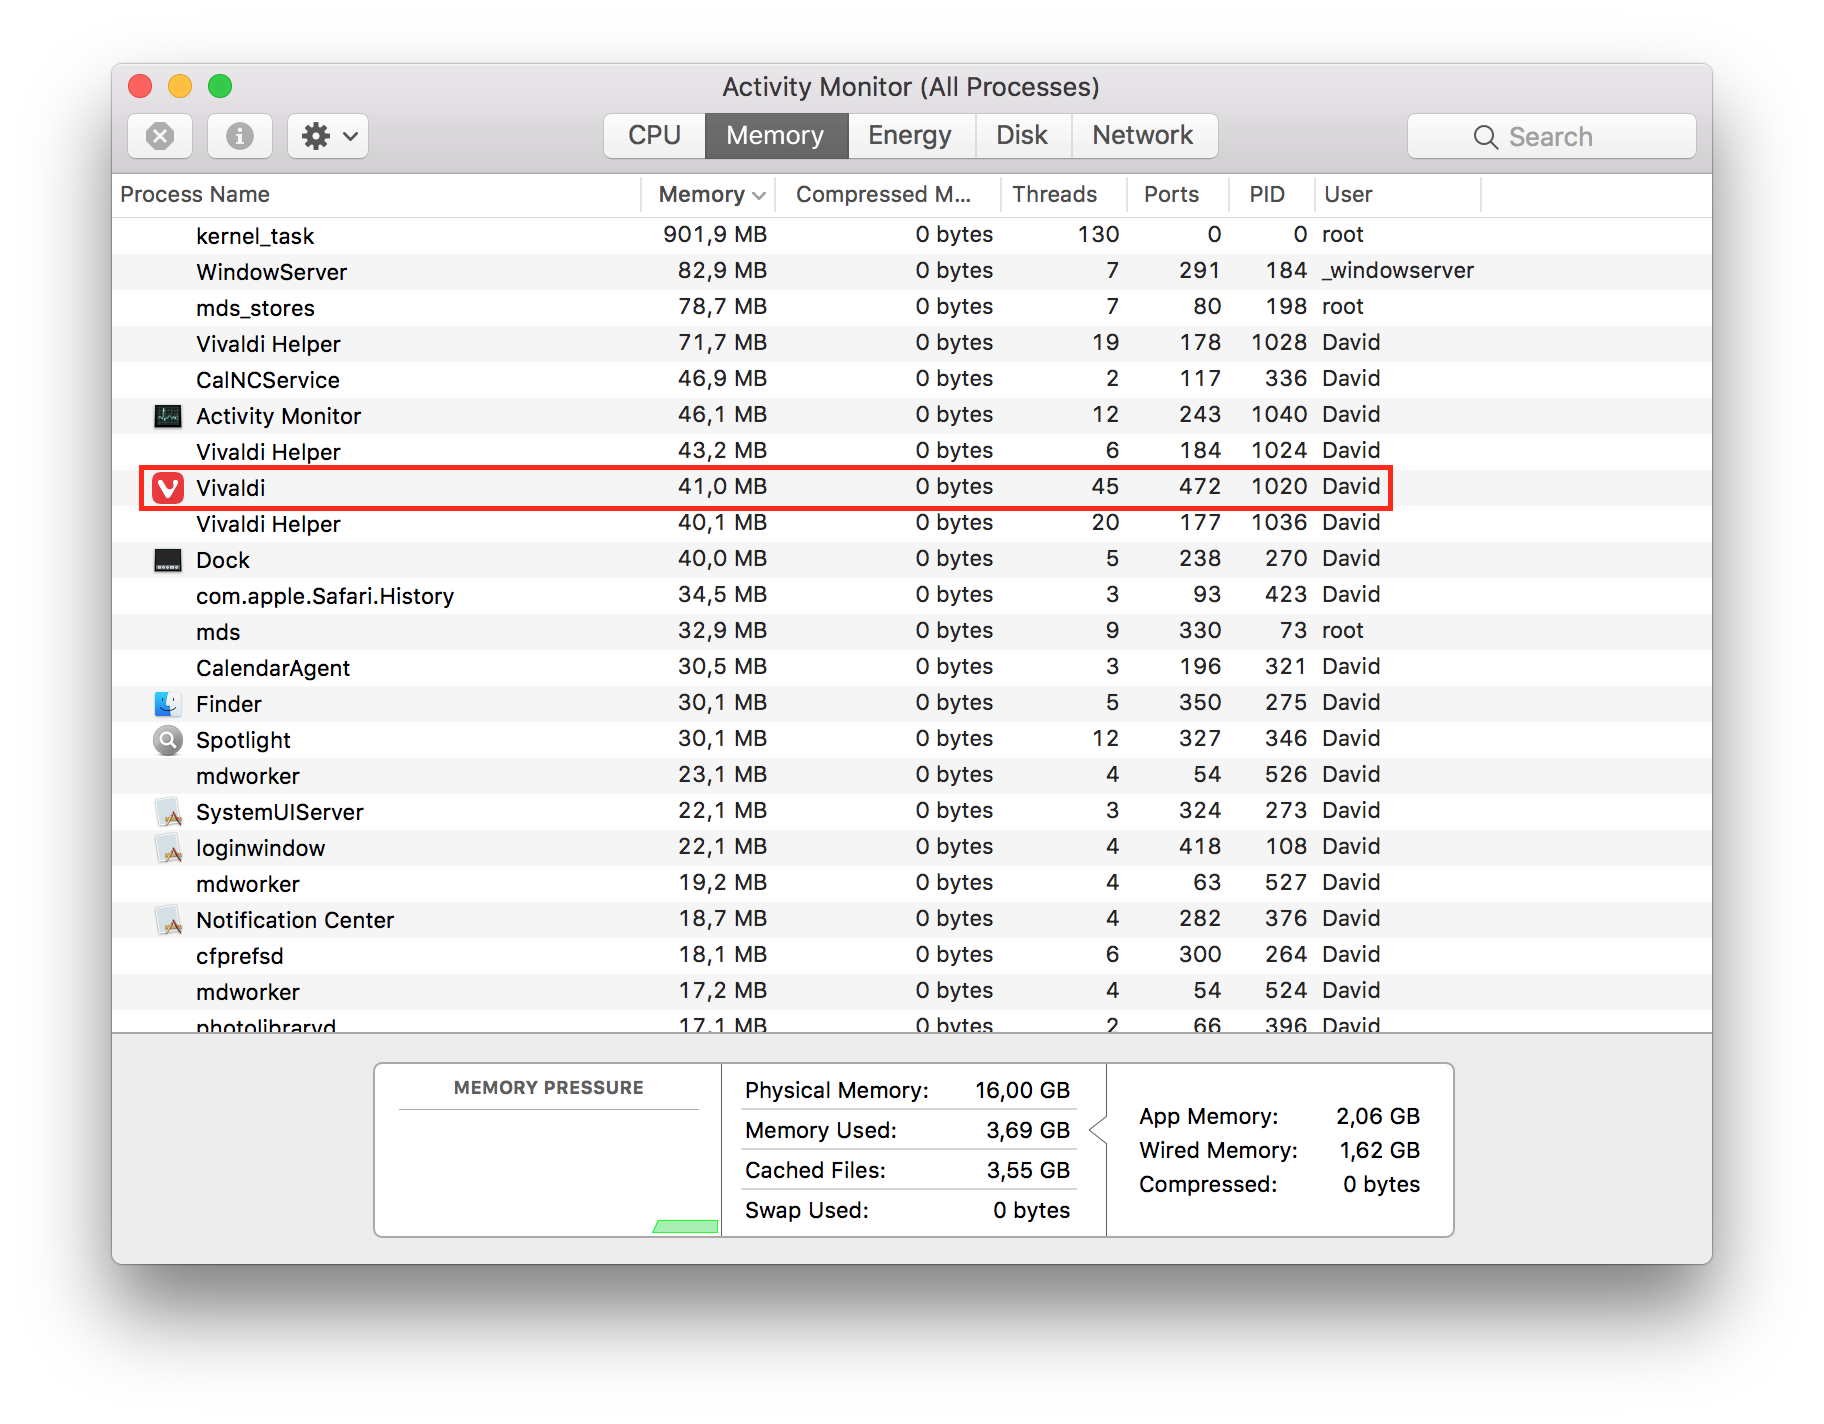 Activity Monitor (All Processes)
CPU Memory Energy Disk Network Search
Process Name Memory Compressed M... Threads Ports PID User
kernel_task 901,9 MB 0 bytes 130 0 0 root
WindowServer 82,9 MB 0 bytes 7 291 184 _windowserver
mds_stores 78,7 MB 0 bytes 7 80 198 root
Vivaldi Helper 71,7 MB 0 bytes 19 178 1028 David
CalNCService 46,9 MB 0 bytes 2 117 336 David
Activity Monitor 46,1 MB 0 bytes 12 243 1040 David
Vivaldi Helper 43,2 MB 0 bytes 6 184 1024 David
Vivaldi 41,0 MB 0 bytes 45 472 1020 David
Vivaldi Helper 40,1 MB 0 bytes 20 177 1036 David
Dock 40,0 MB 0 bytes 5 238 270 David
com.apple.Safari.History 34,5 MB 0 bytes 3 93 423 David
mds 32,9 MB 0 bytes 9 330 73 root
CalendarAgent 30,5 MB 0 bytes 3 196 321 David
Finder 30,1 MB 0 bytes 5 350 275 David
Spotlight 30,1 MB 0 bytes 12 327 346 David
mdworker 23,1 MB 0 bytes 4 54 526 David
SystemUIServer 22,1 MB 0 bytes 3 324 273 David
loginwindow 22,1 MB 0 bytes 4 418 108 David
mdworker 19,2 MB 0 bytes 4 63 527 David
Notification Center 18,7 MB 0 bytes 4 282 376 David
cfprefsd 18,1 MB 0 bytes 6 300 264 David
mdworker 17,2 MB 0 bytes 4 54 524 David
photolibraryd 17,1 MB 0 bytes 2 66 396 David
MEMORY PRESSURE
Physical Memory: 16,00 GB
Memory Used: 3,69 GB
Cached Files: 3,55 GB
Swap Used: 0 bytes
App Memory: 2,06 GB
Wired Memory: 1,62 GB
Compressed: 0 bytes